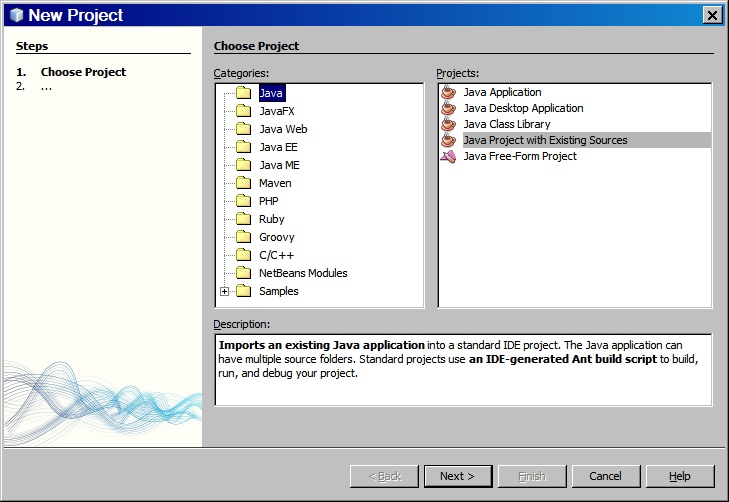 New Project
Steps
1. Choose Project
2. ...
Choose Project
Categories:
Java
JavaFX
Java Web
Java EE
Java ME
Maven
PHP
Ruby
Groovy
C/C++
NetBeans Modules
Samples
Projects:
Java Application
Java Desktop Application
Java Class Library
Java Project with Existing Sources
Java Free-Form Project
Description:
Imports an existing Java application into a standard IDE project. The Java application can
have multiple source folders. Standard projects use an IDE-generated Ant build script to build,
run, and debug your project.
< Back
Next >
Finish
Cancel
Help